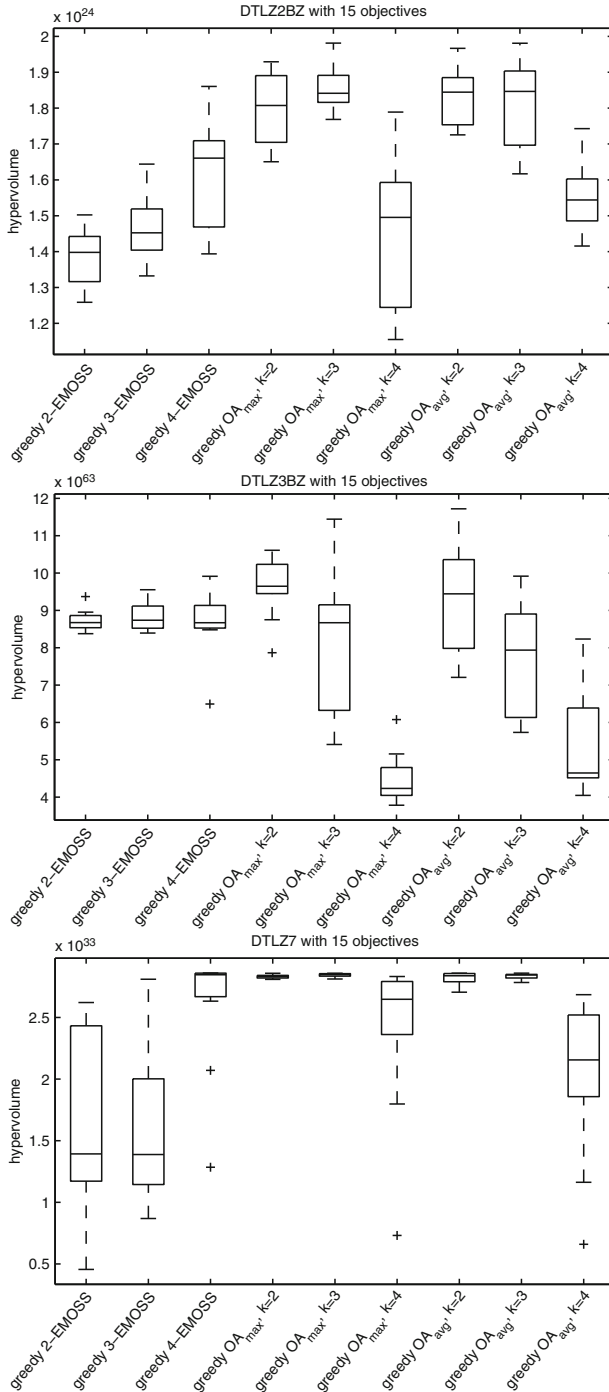 DTLZ2BZ with 15 objectives
x 10^24
2
1.9
1.8
1.7
1.6
1.5
1.4
1.3
1.2
hypervolume
greedy 2−EMOSS
greedy 3−EMOSS
greedy 4−EMOSS
greedy OA_max, k=2
greedy OA_max, k=3
greedy OA_max, k=4
greedy OA_avg, k=2
greedy OA_avg, k=3
greedy OA_avg, k=4
DTLZ3BZ with 15 objectives
x 10^63
12
11
10
9
8
7
6
5
4
hypervolume
greedy 2−EMOSS
greedy 3−EMOSS
greedy 4−EMOSS
greedy OA_max, k=2
greedy OA_max, k=3
greedy OA_max, k=4
greedy OA_avg, k=2
greedy OA_avg, k=3
greedy OA_avg, k=4
DTLZ7 with 15 objectives
x 10^33
2.5
2
1.5
1
0.5
hypervolume
greedy 2−EMOSS
greedy 3−EMOSS
greedy 4−EMOSS
greedy OA_max, k=2
greedy OA_max, k=3
greedy OA_max, k=4
greedy OA_avg, k=2
greedy OA_avg, k=3
greedy OA_avg, k=4